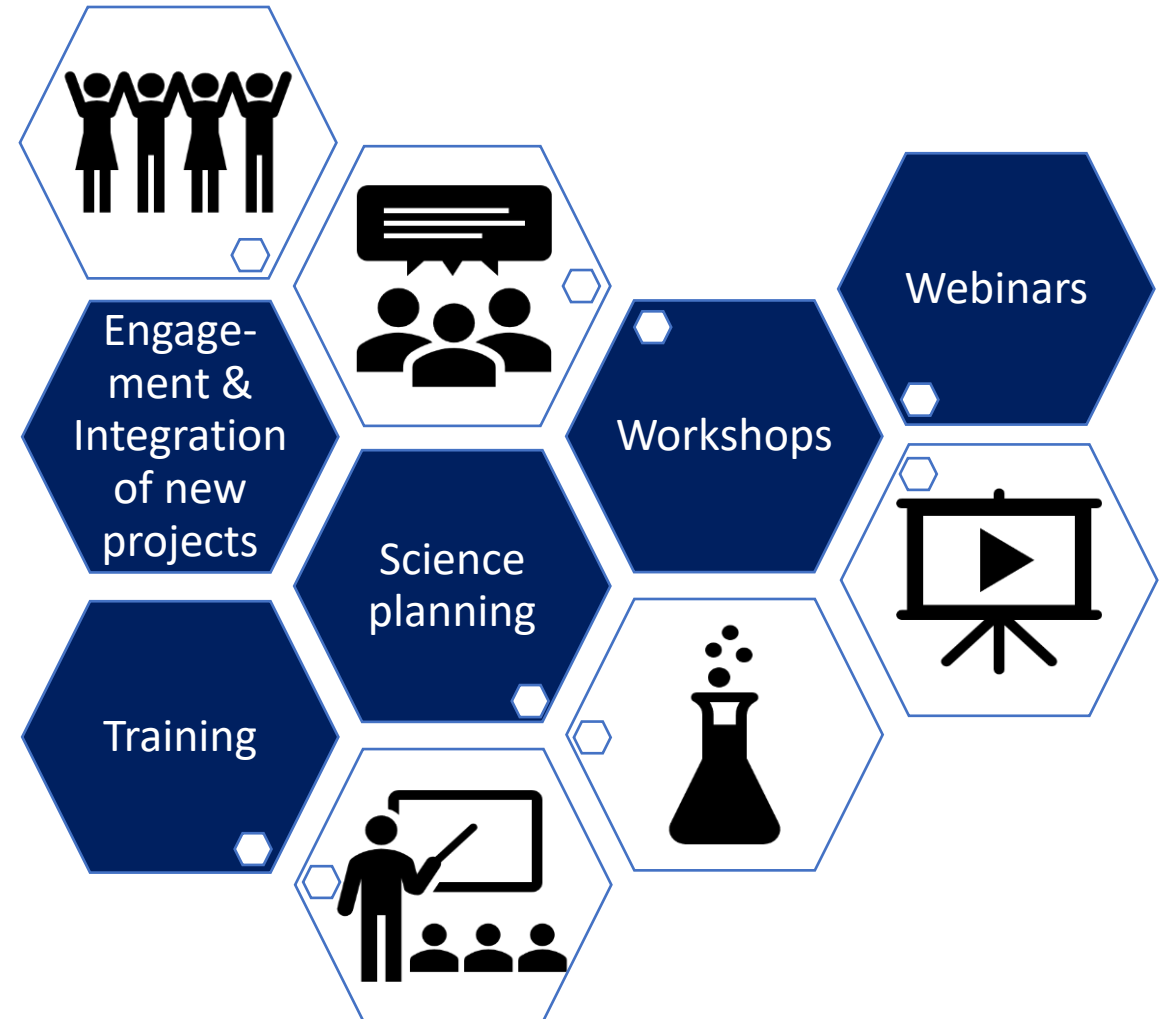 Engage-
ment &
Integration
of new
projects
Science
planning
Training
Workshops
Webinars